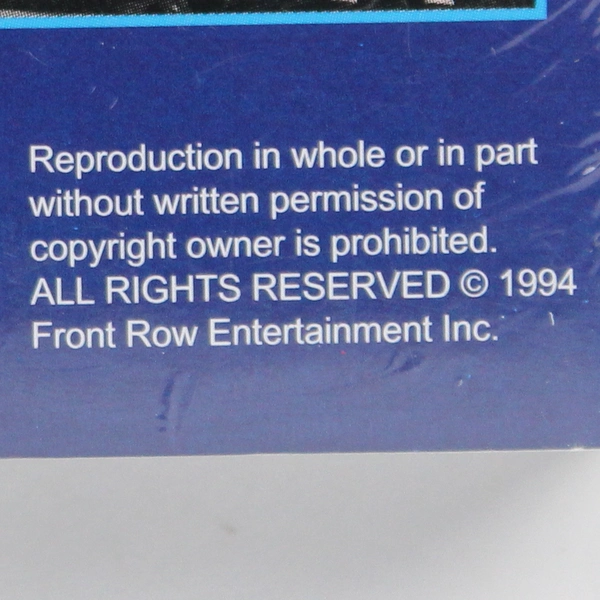 Reproduction in whole or in part
without written permission of
copyright owner is prohibited.
ALL RIGHTS RESERVED © 1994
Front Row Entertainment Inc.